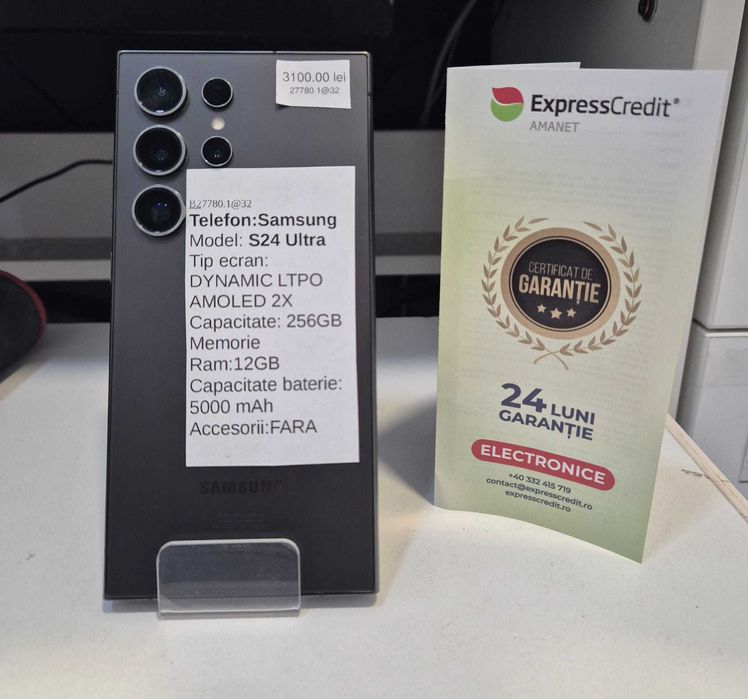 3100.00 lei
27780.1@32
B27780.1@32
Telefon:Samsung
Model: S24 Ultra
Tip ecran:
DYNAMIC LTPO
AMOLED 2X
Capacitate: 256GB
Memorie
Ram:12GB
Capacitate baterie:
5000 mAh
Accesorii:FARA
SAMSUNG
ExpressCredit®
AMANET
CERTIFICAT DE
GARANȚIE
24 LUNI
GARANȚIE
ELECTRONICE
+40 332 415 719
contact@expresscredit.ro
expresscredit.ro